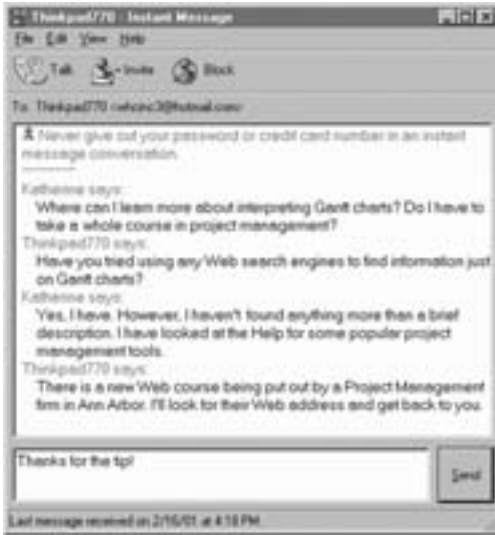 Thinkpad770 - Instant Message
File Edit View Help
Talk Invite Block
To: Thinkpad770 <whcinc3@hotmail.com>
Never give out your password or credit card number in an instant
message conversation.
Katherine says:
Where can I learn more about interpreting Gantt charts? Do I have to
take a whole course in project management?
Thinkpad770 says:
Have you tried using any Web search engines to find information just
on Gantt charts?
Katherine says:
Yes, I have. However, I haven't found anything more than a brief
description. I have looked at the Help for some popular project
management tools.
Thinkpad770 says:
There is a new Web course being put out by a Project Management
firm in Ann Arbor. I'll look for their Web address and get back to you.
Thanks for the tip!
Send
Last message received on 2/16/01 at 4:18 PM.